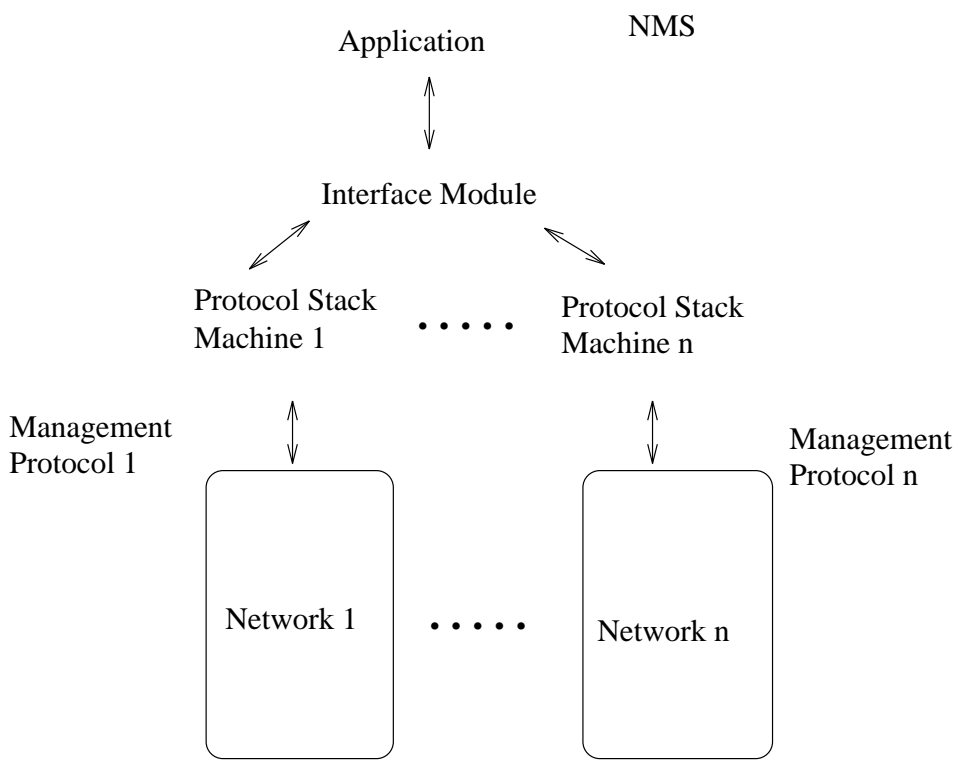 NMS
Application
Interface Module
Protocol Stack
Machine 1
Protocol Stack
Machine n
Management
Protocol 1
Management
Protocol n
Network 1
Network n